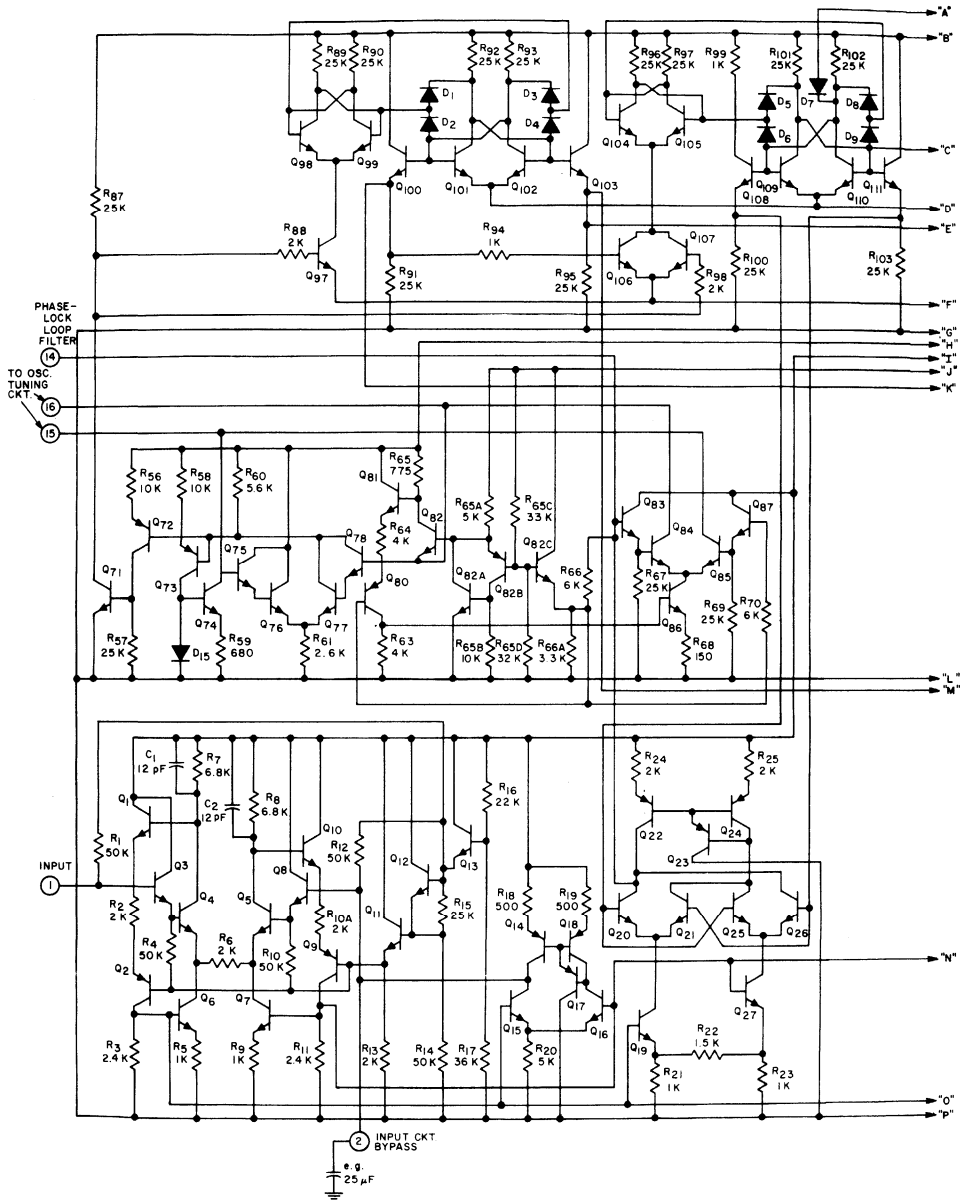 "A"
"B"
R89
25K
R90
25K
R92
25K
R93
25K
R96
25K
R97
25K
R99
1K
R101
25K
R102
25K
D1
D2
D3
D4
D5
D6
D7
D8
D9
Q98
Q99
Q100
Q101
Q102
Q103
Q104
Q105
Q108
Q109
Q110
Q111
"C"
"D"
"E"
R87
25K
R88
2K
Q97
R91
25K
R94
1K
R95
25K
Q106
Q107
R98
2K
R100
25K
R103
25K
"F"
"G"
"H"
"I"
"J"
"K"
PHASE-
LOCK
LOOP
FILTER
14
TO OSC.
TUNING
CKT.
16
15
R56
10K
R58
10K
R60
5.6K
Q81
R65
775
R64
4K
R65A
5K
R65C
33K
Q82
Q82C
Q83
Q84
Q87
Q72
Q71
Q73
Q75
Q78
Q80
Q82A
Q82B
R66
6K
R67
25K
Q85
Q86
R69
25K
R70
6K
Q74
Q76
Q77
R57
25K
D15
R59
680
R61
2.6K
R63
4K
R65B
10K
R65D
32K
R66A
3.3K
R68
150
"L"
"M"
C1
12 pF
R7
6.8K
C2
12pF
R8
6.8K
R16
22K
R24
2K
R25
2K
Q1
Q10
Q12
Q13
Q22
Q24
Q23
R1
50K
R12
50K
INPUT
1
Q3
Q4
Q5
Q8
R2
2K
R4
50K
R6
2K
R10
50K
R10A
2K
Q9
Q11
R15
25K
R18
500
R19
500
Q14
Q18
Q20
Q21
Q25
Q26
"N"
Q2
Q6
Q7
Q15
Q17
Q16
Q19
Q27
R3
2.4K
R5
1K
R9
1K
R11
2.4K
R13
2K
R14
50K
R17
36K
R20
5K
R22
1.5K
R21
1K
R23
1K
"O"
"P"
2
INPUT CKT.
BYPASS
e.g.
25 µF